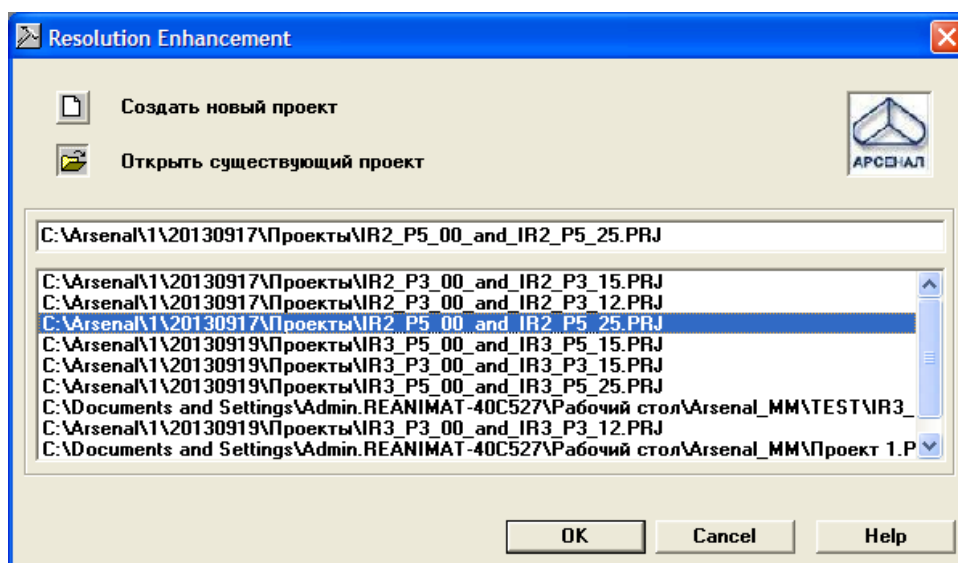 Resolution Enhancement
Создать новый проект
Открыть существующий проект
АРСЕНАЛ
C:\Arsenal\1\20130917\Проекты\IR2_P5_00_and_IR2_P5_25.PRJ
C:\Arsenal\1\20130917\Проекты\IR2_P3_00_and_IR2_P3_15.PRJ
C:\Arsenal\1\20130917\Проекты\IR2_P3_00_and_IR2_P3_12.PRJ
C:\Arsenal\1\20130917\Проекты\IR2_P5_00_and_IR2_P5_25.PRJ
C:\Arsenal\1\20130919\Проекты\IR3_P5_00_and_IR3_P5_15.PRJ
C:\Arsenal\1\20130919\Проекты\IR3_P3_00_and_IR3_P3_15.PRJ
C:\Arsenal\1\20130919\Проекты\IR3_P5_00_and_IR3_P5_25.PRJ
C:\Documents and Settings\Admin.REANIMAT-40C527\Рабочий стол\Arsenal_MM\TEST\IR3_
C:\Arsenal\1\20130919\Проекты\IR3_P3_00_and_IR3_P3_12.PRJ
C:\Documents and Settings\Admin.REANIMAT-40C527\Рабочий стол\Arsenal_MM\Проект 1.P
OK Cancel Help